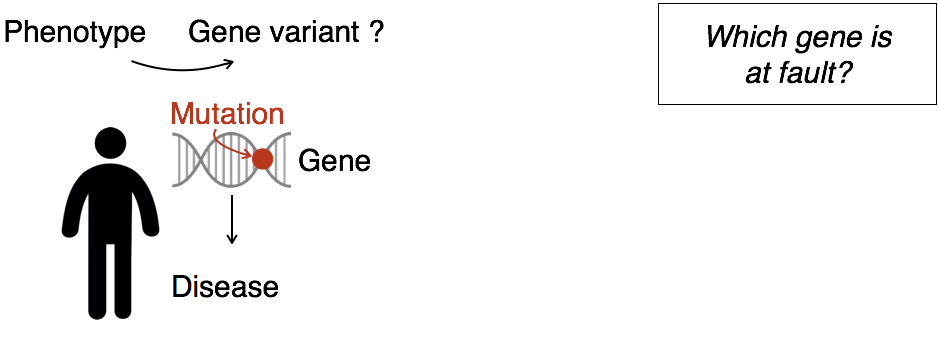 Phenotype
Gene variant ?
Which gene is
at fault?
Mutation
Gene
Disease